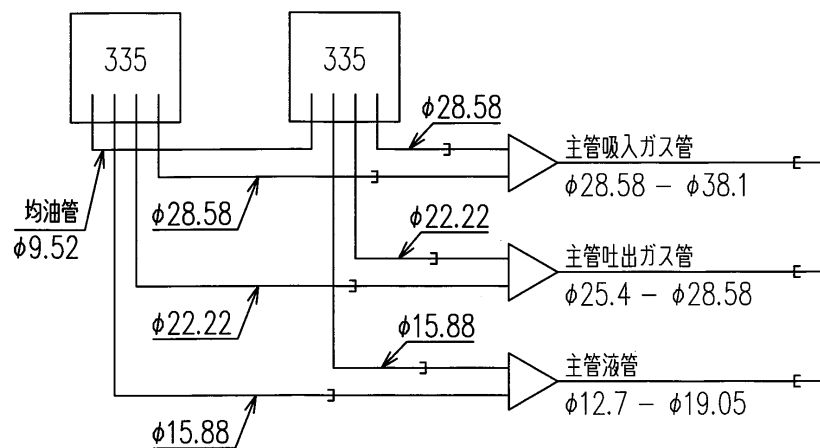 335
335
φ28.58
主管吸入ガス管
φ28.58 − φ38.1
均油管
φ9.52
φ28.58
φ22.22
主管吐出ガス管
φ25.4 − φ28.58
φ22.22
φ15.88
主管液管
φ12.7 − φ19.05
φ15.88